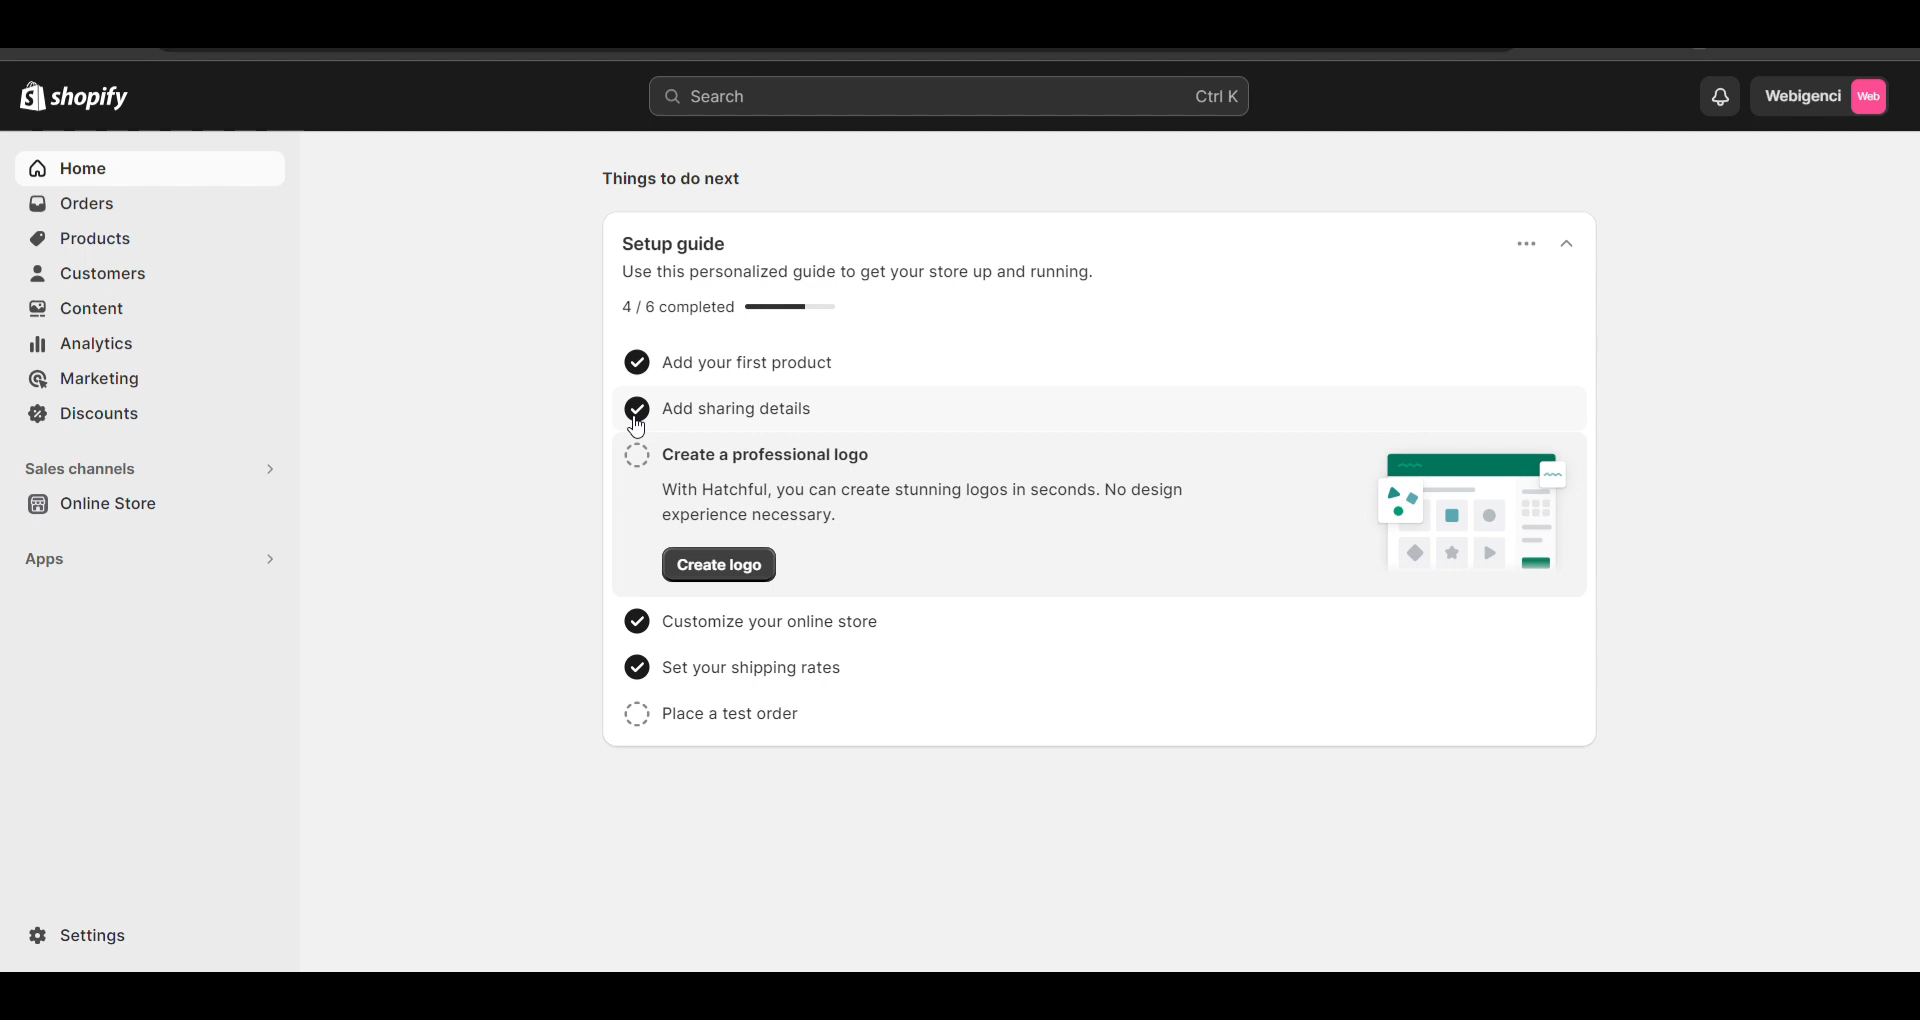 shopify
Search Ctrl K
Webigenci Web
Home
Orders
Products
Customers
Content
Analytics
Marketing
Discounts
Sales channels
Online Store
Apps
Settings
Things to do next
Setup guide
Use this personalized guide to get your store up and running.
4 / 6 completed
Add your first product
Add sharing details
Create a professional logo
With Hatchful, you can create stunning logos in seconds. No design
experience necessary.
Create logo
Customize your online store
Set your shipping rates
Place a test order